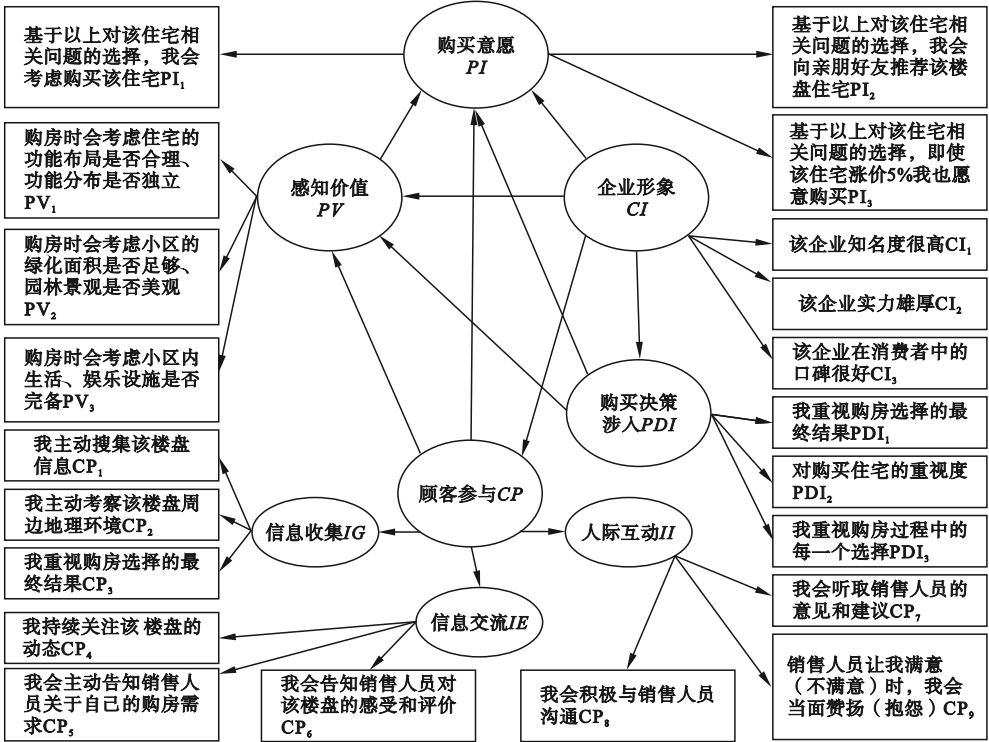 基于以上对该住宅相
关问题的选择，我会
考虑购买该住宅PI₁
购买意愿
PI
基于以上对该住宅相
关问题的选择，我会
向亲朋好友推荐该楼
盘住宅PI₂
购房时会考虑住宅的
功能布局是否合理、
功能分布是否独立
PV₁
感知价值
PV
企业形象
CI
基于以上对该住宅相
关问题的选择，即使
该住宅涨价5%我也愿
意购买PI₃
购房时会考虑小区的
绿化面积是否足够、
园林景观是否美观
PV₂
该企业知名度很高CI₁
该企业实力雄厚CI₂
购房时会考虑小区内
生活、娱乐设施是否
完备PV₃
该企业在消费者中的
口碑很好CI₃
购买决策
涉入PDI
我重视购房选择的最
终结果PDI₁
我主动搜集该楼盘
信息CP₁
对购买住宅的重视度
PDI₂
顾客参与CP
我主动考察该楼盘周
边地理环境CP₂
信息收集IG
人际互动II
我重视购房过程中的
每一个选择PDI₃
我重视购房选择的最
终结果CP₃
我会听取销售人员的
意见和建议CP₇
我持续关注该 楼盘的
动态CP₄
信息交流IE
我会主动告知销售人
员关于自己的购房需
求CP₅
我会告知销售人员对
该楼盘的感受和评价
CP₆
我会积极与销售人员
沟通CP₈
销售人员让我满意
（不满意）时，我会
当面赞扬（抱怨）CP₉